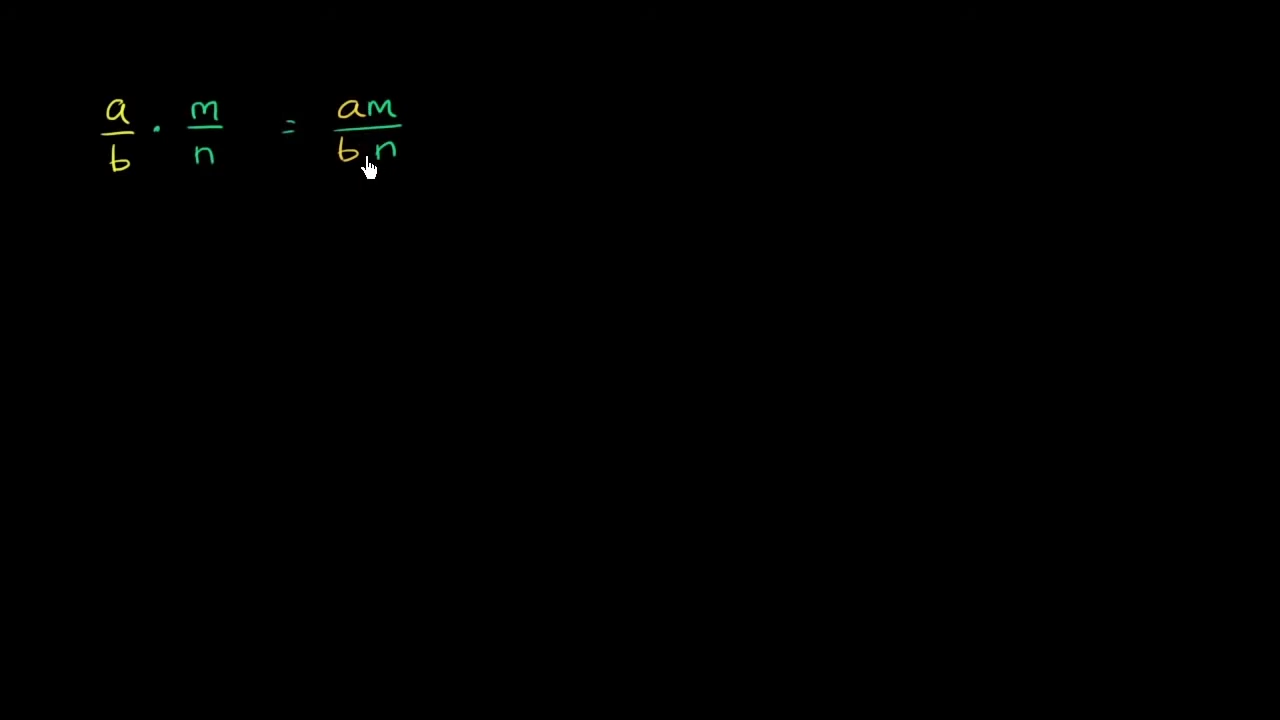 a/b · m/n = am/bn